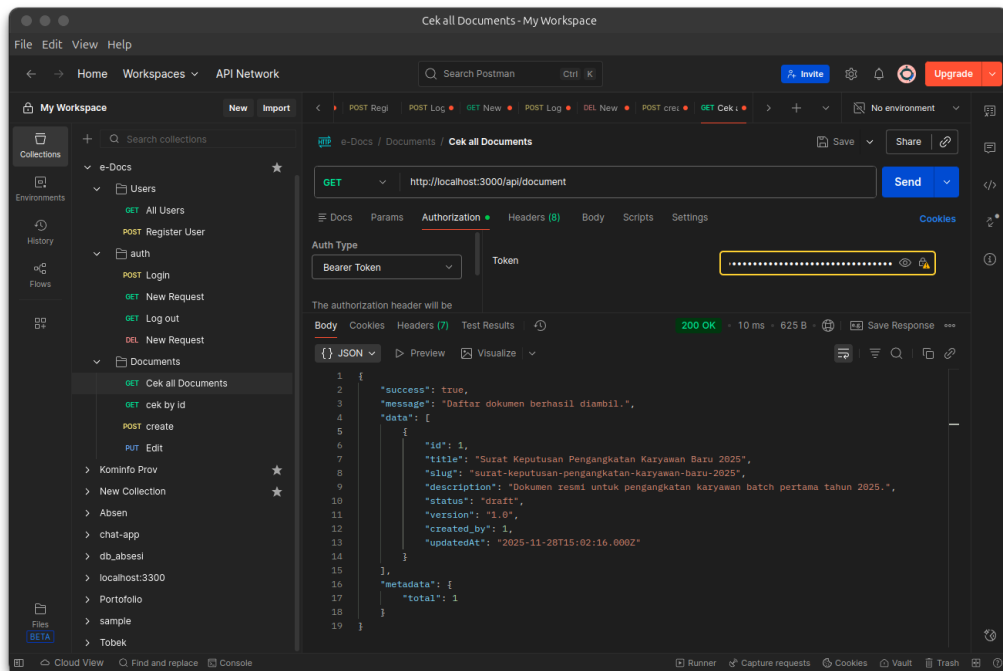 Cek all Documents - My Workspace
File Edit View Help
Home Workspaces API Network
Search Postman Ctrl K
Invite
Upgrade
My Workspace New Import
POST Regi POST Log GET New POST Log DEL New POST crea GET Cek a
No environment
Search collections
Collections
Environments
History
Flows
Files
BETA
e-Docs
Users
GET All Users
POST Register User
auth
POST Login
GET New Request
GET Log out
DEL New Request
Documents
GET Cek all Documents
GET cek by id
POST create
PUT Edit
Kominfo Prov
New Collection
Absen
chat-app
db_absesi
localhost:3300
Portofolio
sample
Tobek
HTTP e-Docs / Documents / Cek all Documents
Save Share
GET http://localhost:3000/api/document
Send
Docs Params Authorization Headers (8) Body Scripts Settings Cookies
Auth Type
Bearer Token
Token
The authorization header will be
Body Cookies Headers (7) Test Results
200 OK • 10 ms • 625 B
e.g. Save Response
{} JSON Preview Visualize
1 {
2 "success": true,
3 "message": "Daftar dokumen berhasil diambil.",
4 "data": [
5 {
6 "id": 1,
7 "title": "Surat Keputusan Pengangkatan Karyawan Baru 2025",
8 "slug": "surat-keputusan-pengangkatan-karyawan-baru-2025",
9 "description": "Dokumen resmi untuk pengangkatan karyawan batch pertama tahun 2025.",
10 "status": "draft",
11 "version": "1.0",
12 "created_by": 1,
13 "updatedAt": "2025-11-28T15:02:16.000Z"
14 }
15 ],
16 "metadata": {
17 "total": 1
18 }
19 }
Cloud View Find and replace Console
Runner Capture requests Cookies Vault Trash